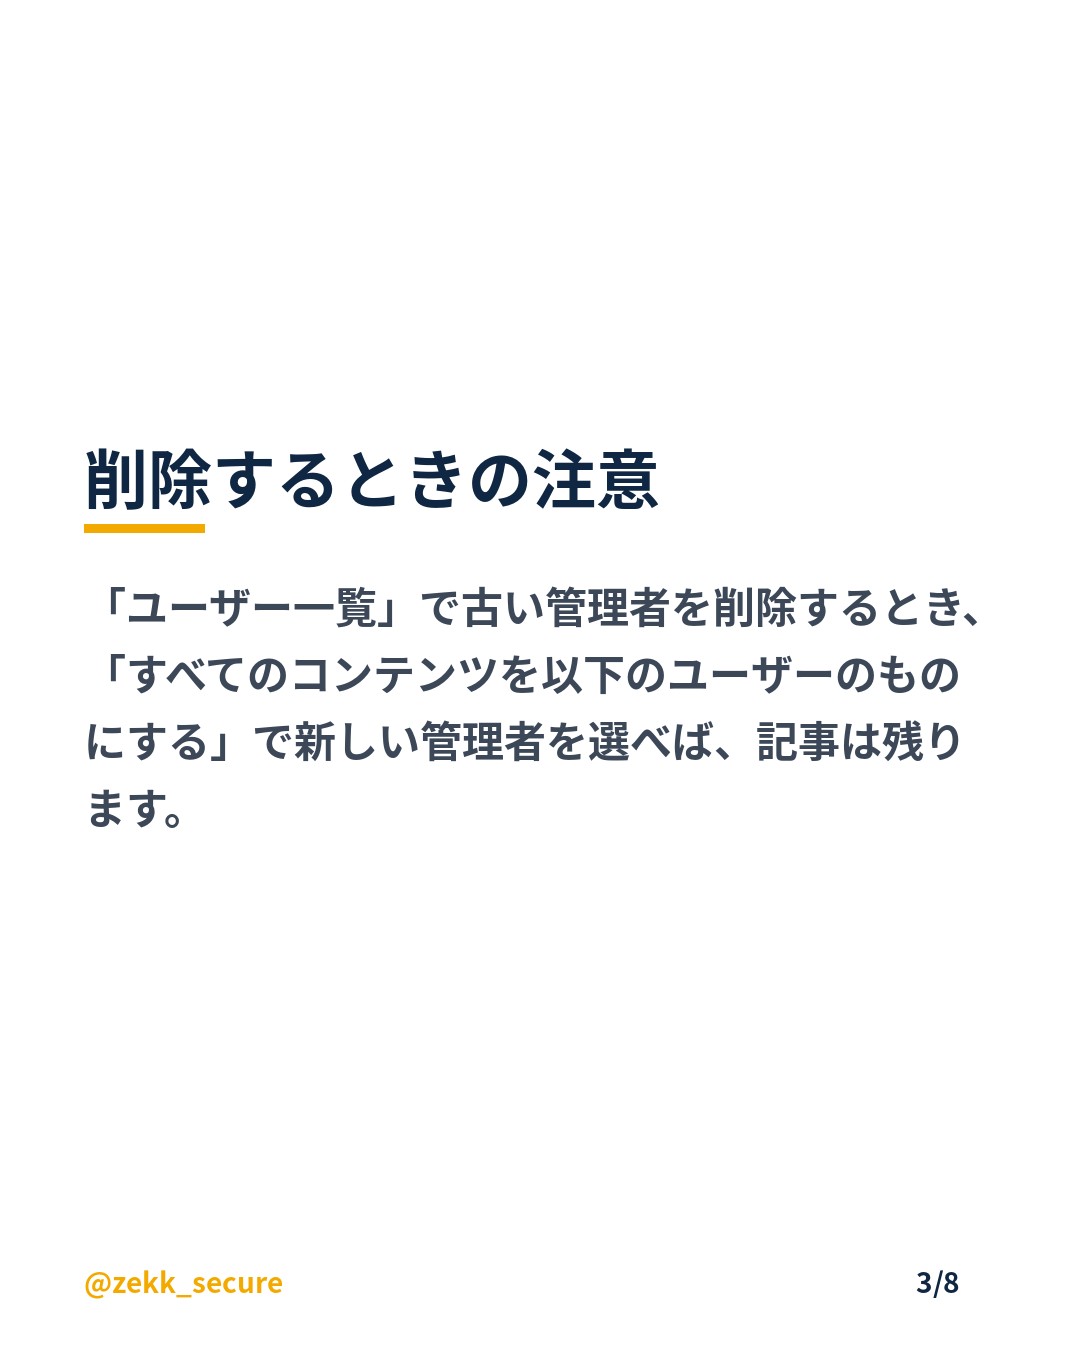 削除するときの注意
「ユーザー一覧」で古い管理者を削除するとき、
「すべてのコンテンツを以下のユーザーのもの
にする」で新しい管理者を選べば、記事は残り
ます。
@zekk_secure
3/8